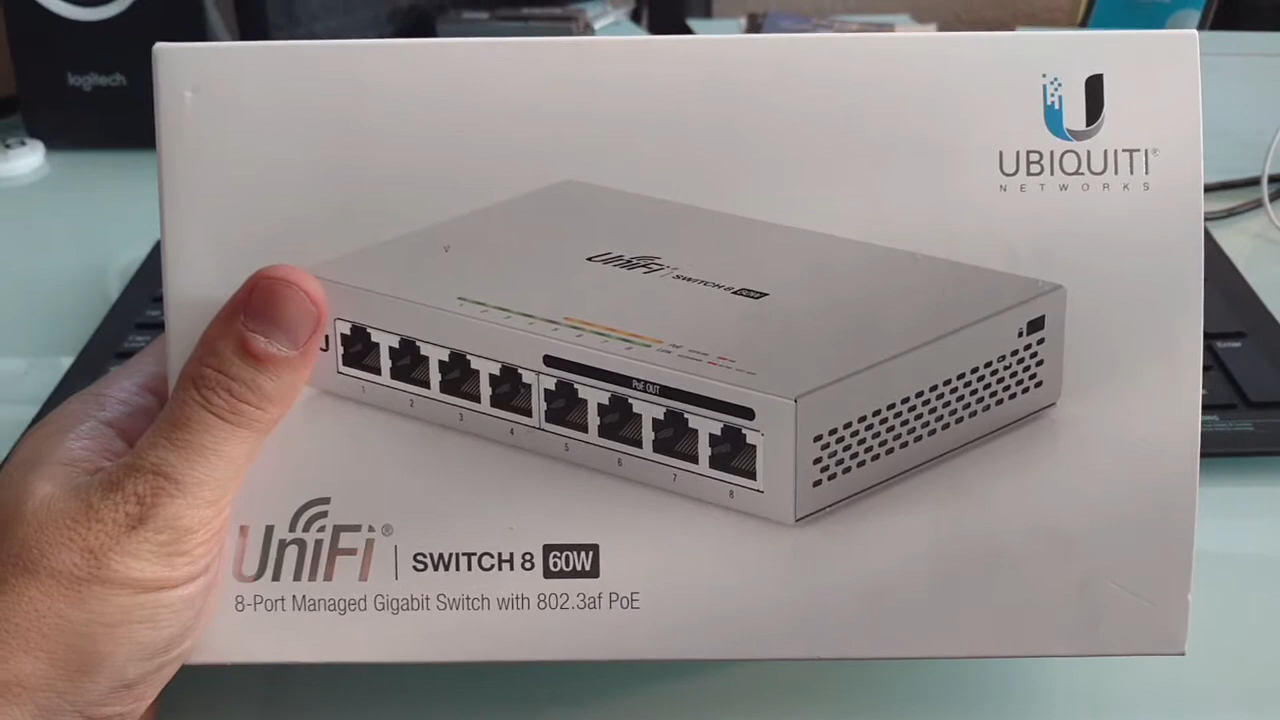 logitech
UBIQUITI®
NETWORKS
UniFi | SWITCH 8 60W
PoE OUT
1 2 3 4 5 6 7 8
UniFi® | SWITCH 8 60W
8-Port Managed Gigabit Switch with 802.3af PoE